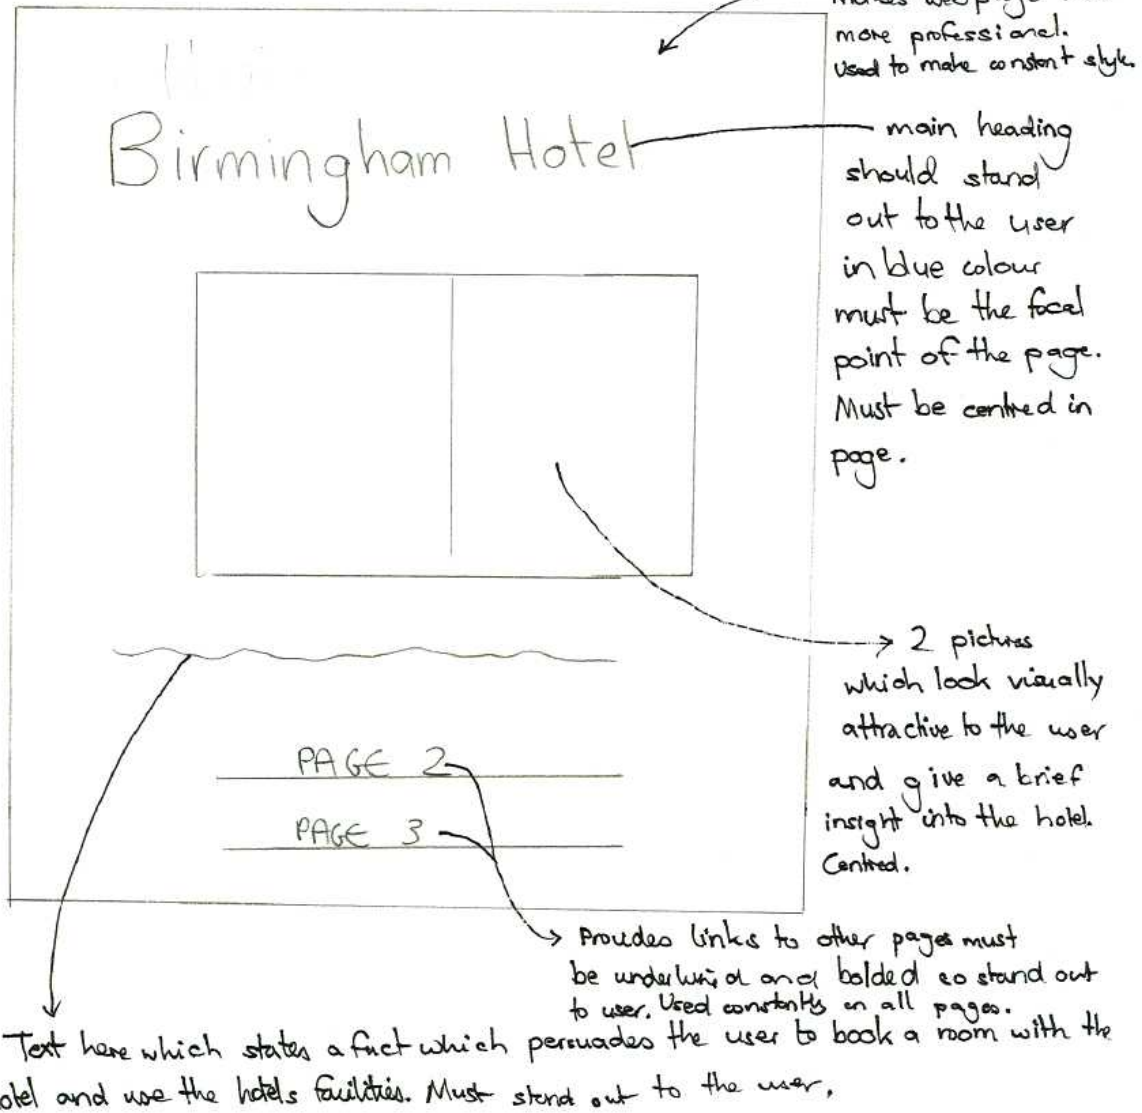 more professional.
Used to make constant style.
Birmingham Hotel
main heading
should stand
out to the user
in blue colour
must be the focal
point of the page.
Must be centred in
page.
2 pictures
which look visually
attractive to the user
and give a brief
insight into the hotel.
Centred.
PAGE 2
PAGE 3
Provides links to other pages must
be underlined and bolded so stand out
to user. Used constantly on all pages.
Text here which states a fact which persuades the user to book a room with the
and use the hotels facilities. Must stand out to the user,